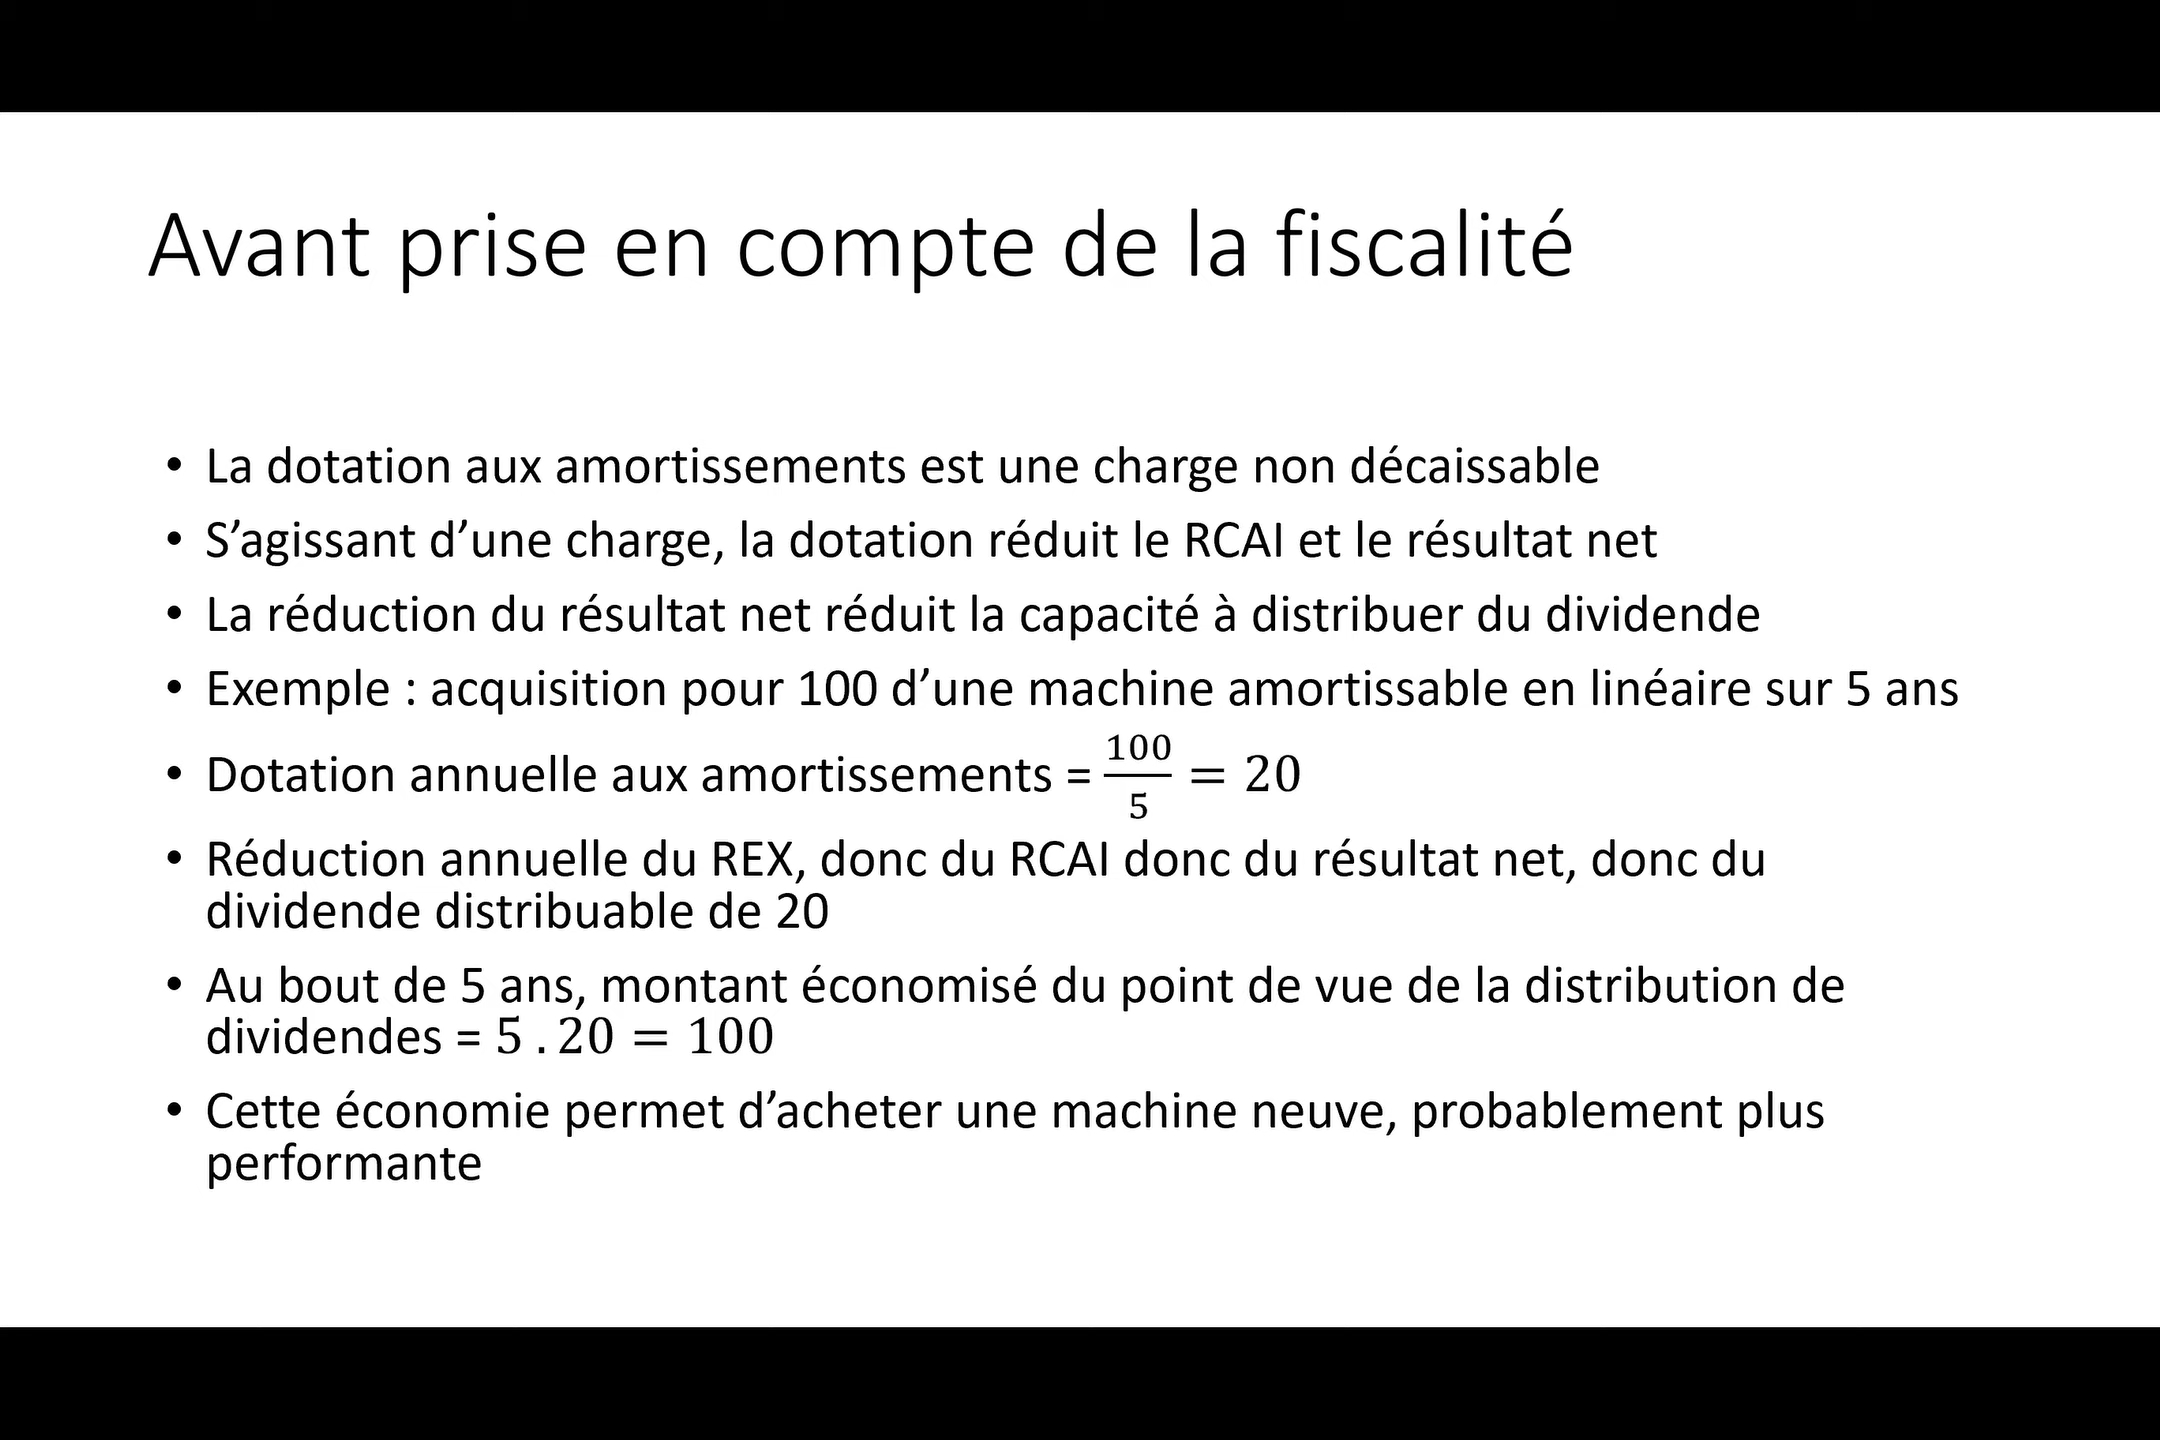 Avant prise en compte de la fiscalité
• La dotation aux amortissements est une charge non décaissable
• S’agissant d’une charge, la dotation réduit le RCAI et le résultat net
• La réduction du résultat net réduit la capacité à distribuer du dividende
• Exemple : acquisition pour 100 d’une machine amortissable en linéaire sur 5 ans
• Dotation annuelle aux amortissements = 100/5 = 20
• Réduction annuelle du REX, donc du RCAI donc du résultat net, donc du
dividende distribuable de 20
• Au bout de 5 ans, montant économisé du point de vue de la distribution de
dividendes = 5 . 20 = 100
• Cette économie permet d’acheter une machine neuve, probablement plus
performante